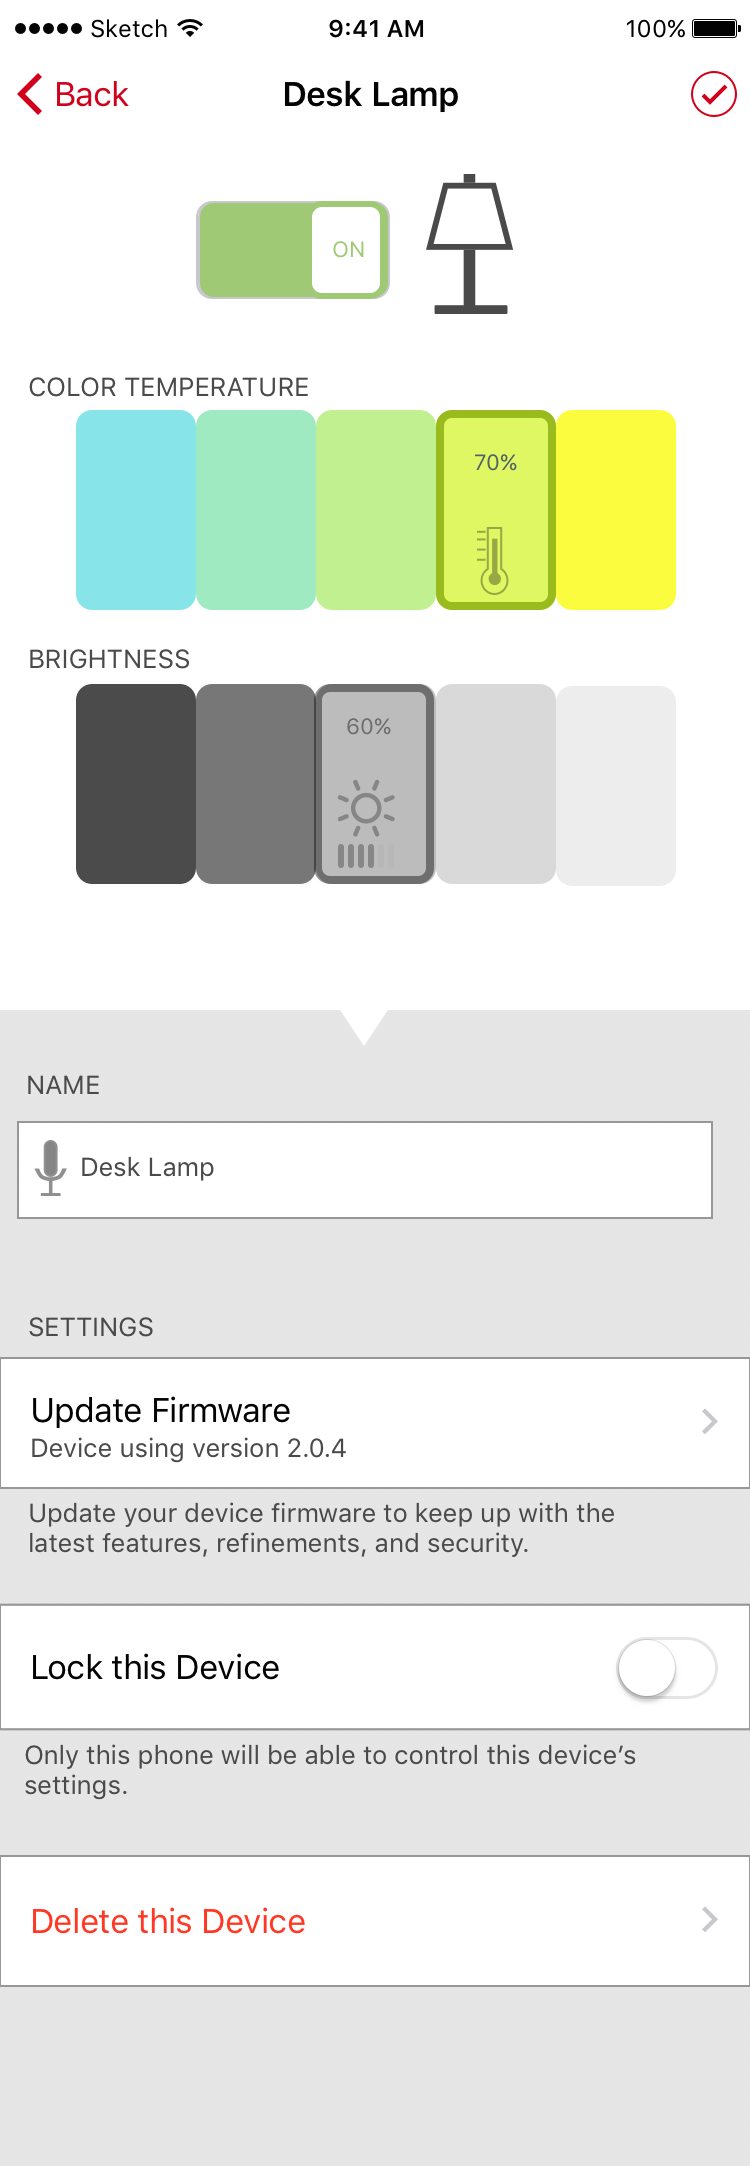 Sketch 9:41 AM 100%
Back Desk Lamp
ON
COLOR TEMPERATURE
70%
BRIGHTNESS
60%
NAME
Desk Lamp
SETTINGS
Update Firmware
Device using version 2.0.4
Update your device firmware to keep up with the
latest features, refinements, and security.
Lock this Device
Only this phone will be able to control this device’s
settings.
Delete this Device